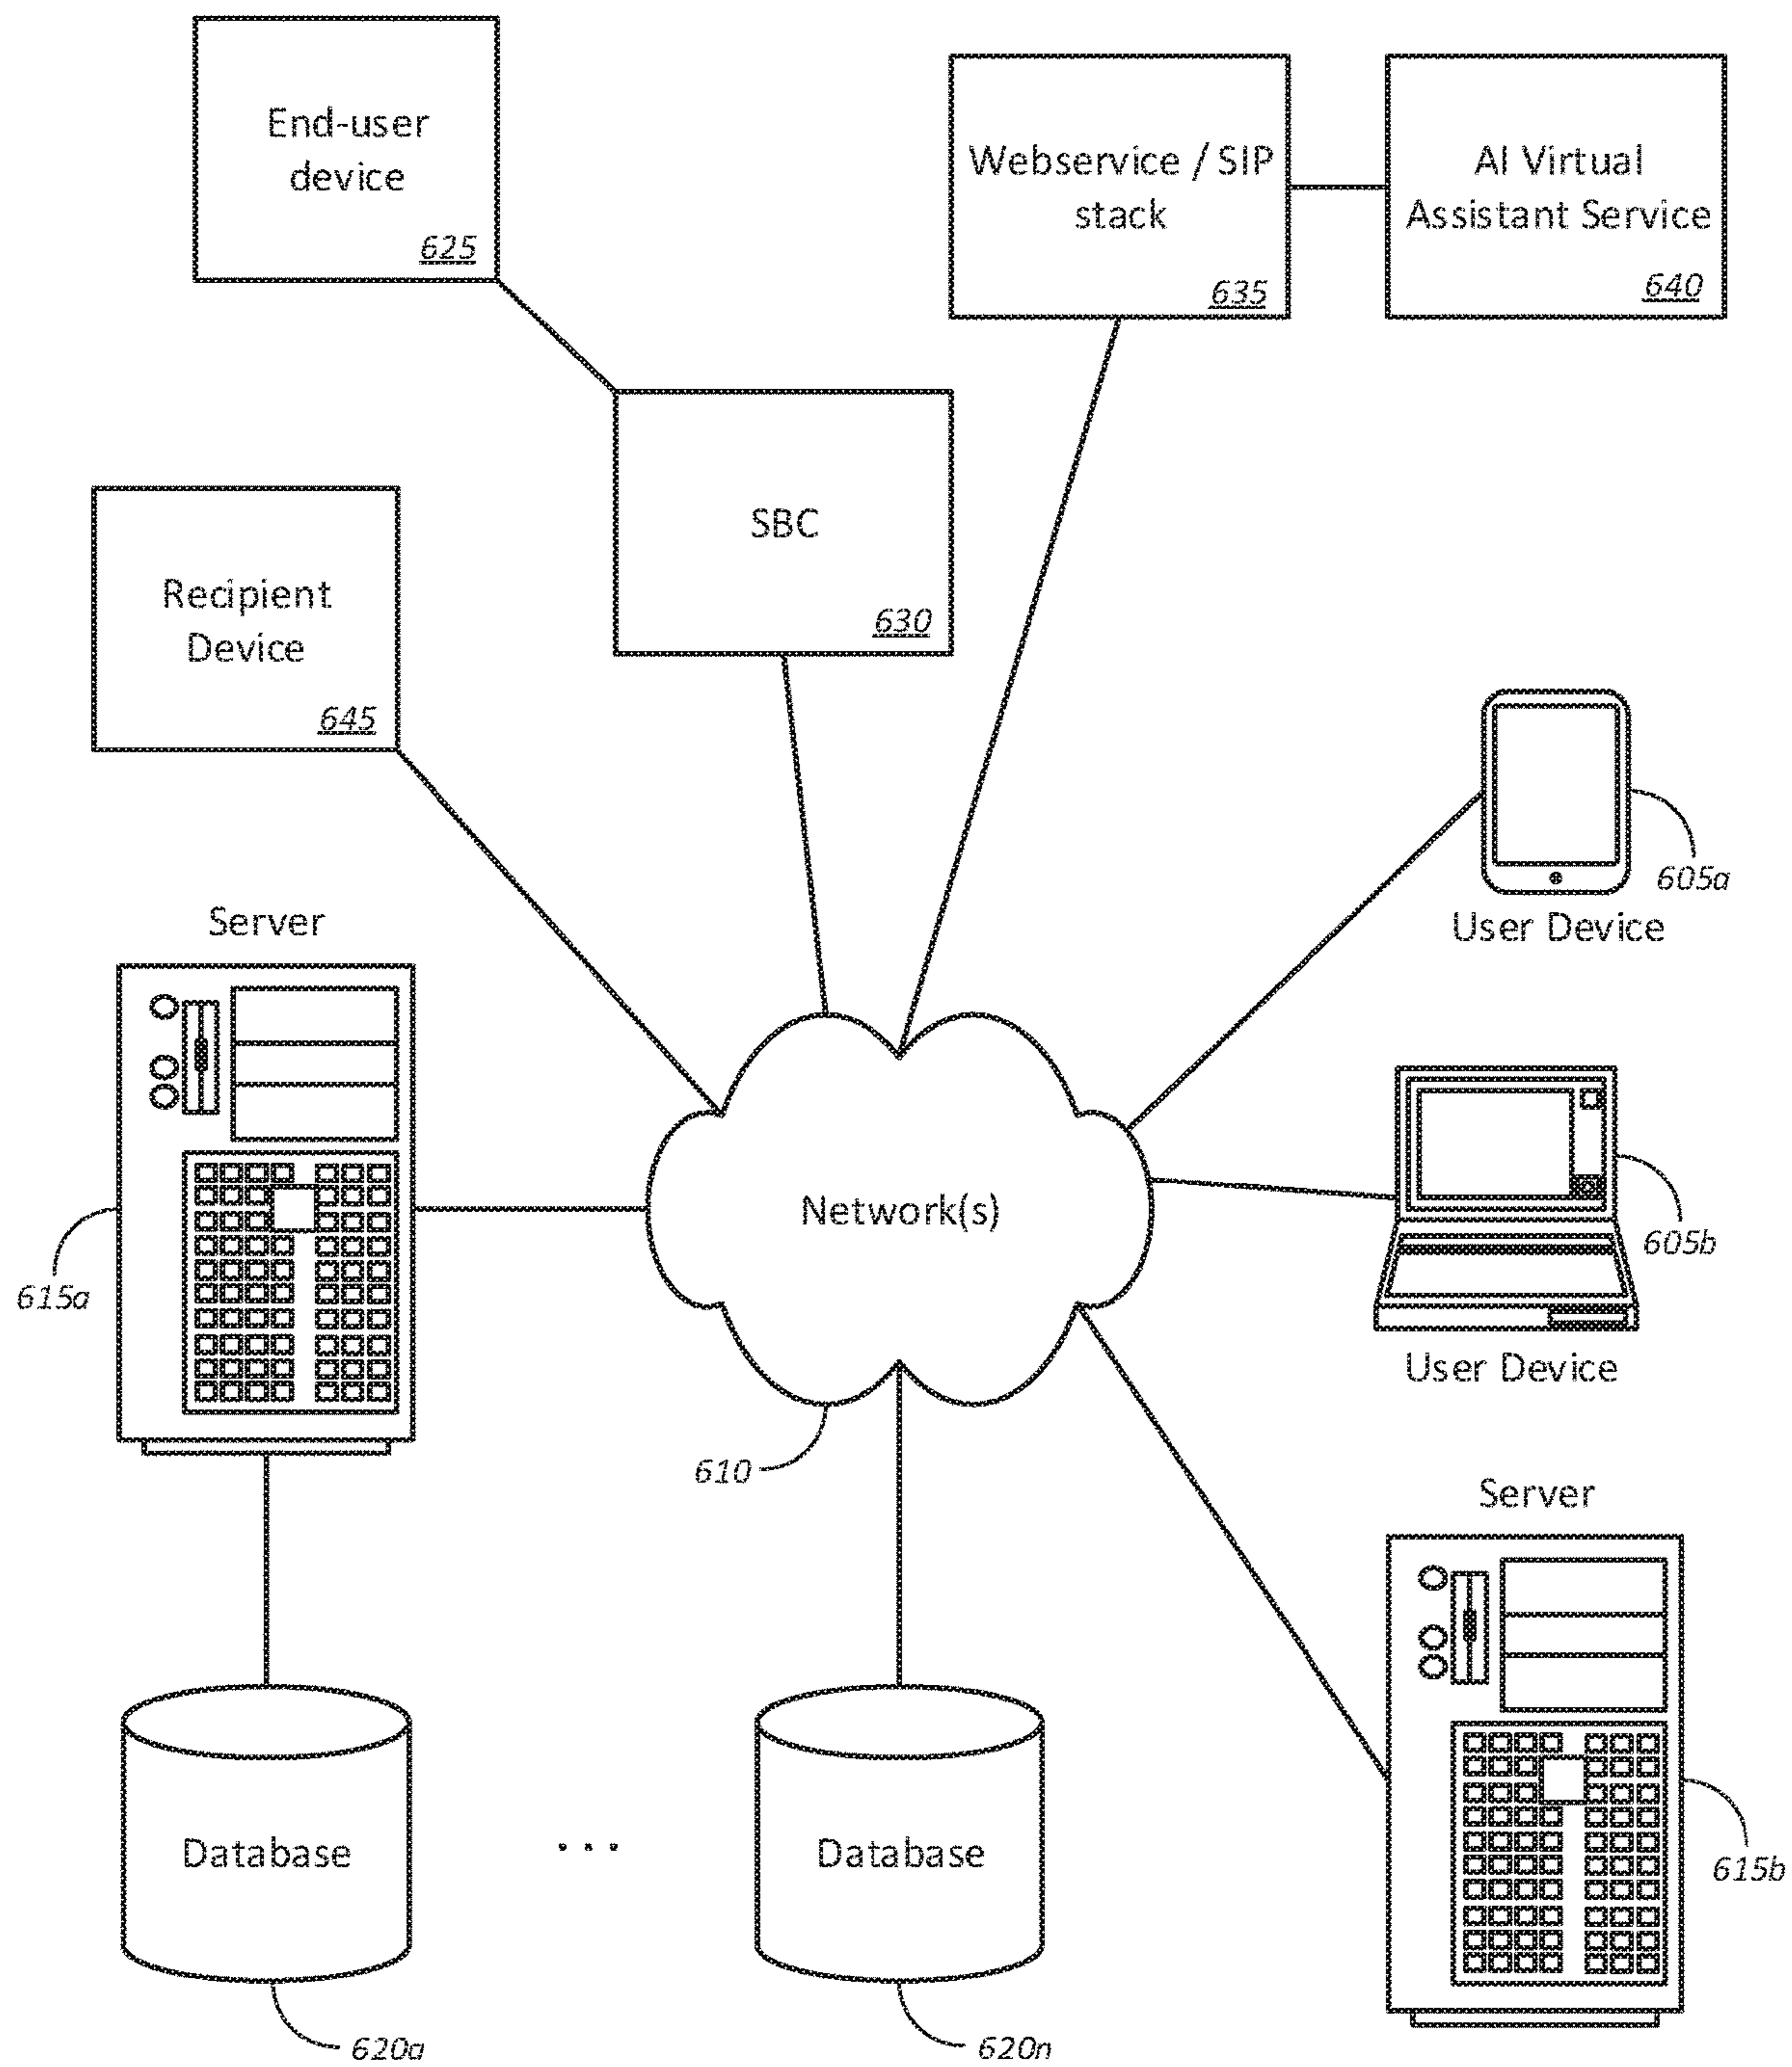 End-user
device
625
Webservice / SIP
stack
635
AI Virtual
Assistant Service
640
SBC
630
Recipient
Device
645
605a
User Device
Server
615a
Network(s)
610
605b
User Device
Server
615b
Database
620a
...
Database
620n